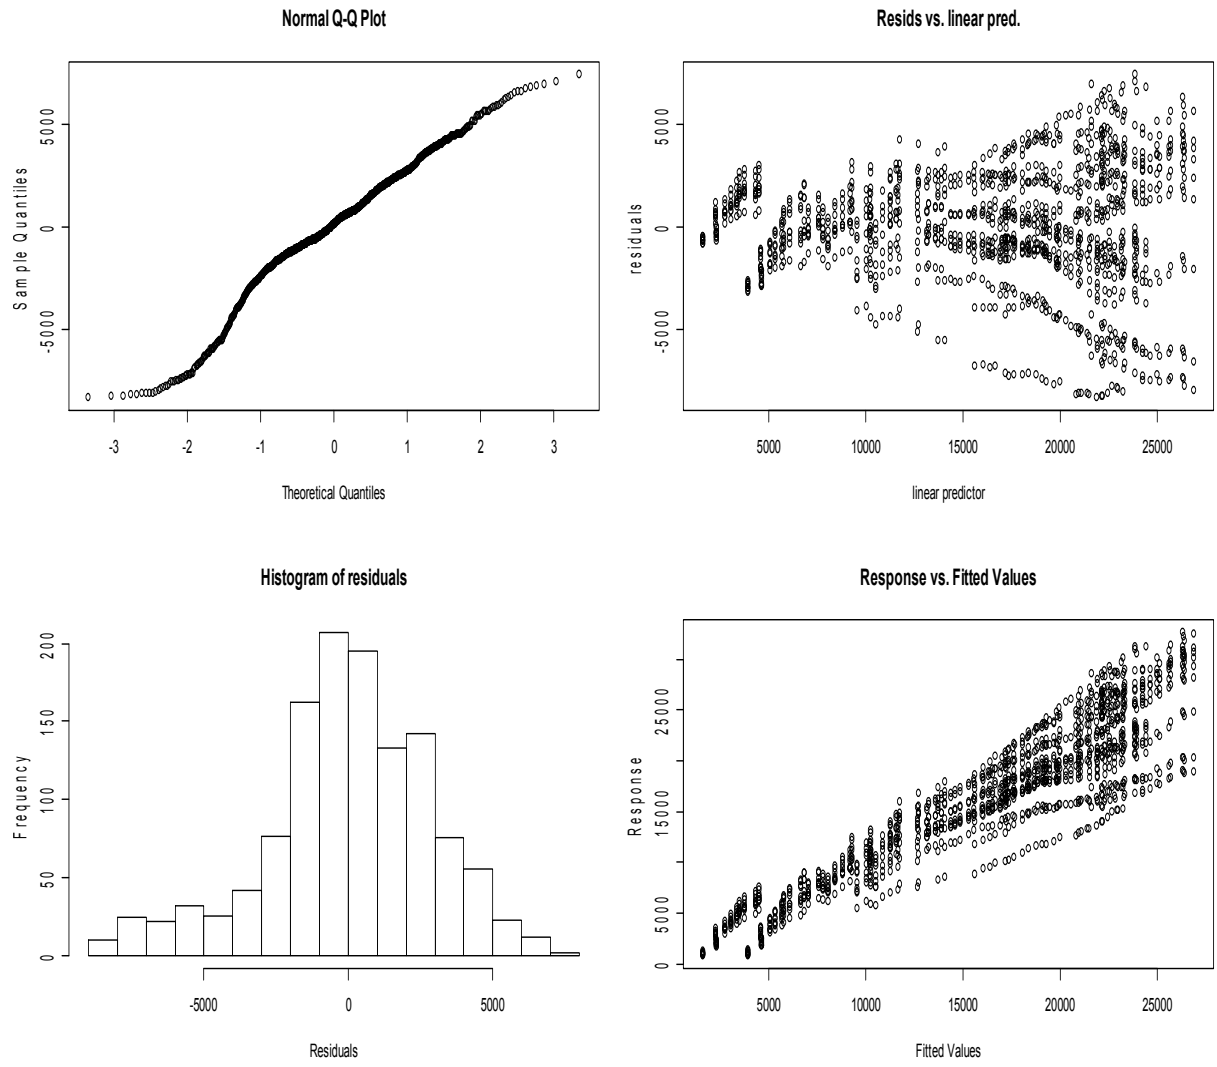 Normal Q-Q Plot
Sample Quantiles
-5000 0 5000
-3 -2 -1 0 1 2 3
Theoretical Quantiles
Resids vs. linear pred.
residuals
-5000 0 5000
5000 10000 15000 20000 25000
linear predictor
Histogram of residuals
Frequency
0 50 100 150 200
-5000 0 5000
Residuals
Response vs. Fitted Values
Response
0 5000 15000 25000
5000 10000 15000 20000 25000
Fitted Values